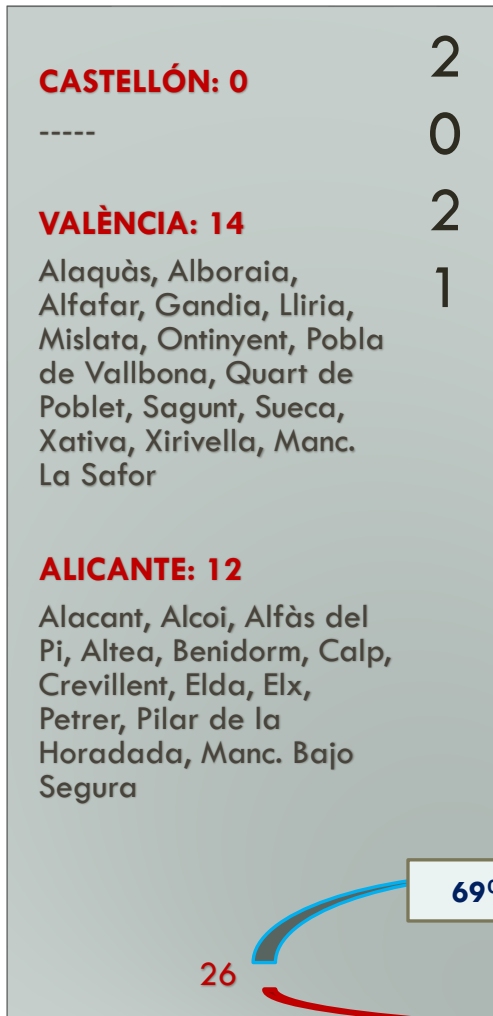 CASTELLÓN: 0
-----
VALÈNCIA: 14
Alaquàs, Alboraia,
Alfafar, Gandia, Lliria,
Mislata, Ontinyent, Pobla
de Vallbona, Quart de
Poblet, Sagunt, Sueca,
Xativa, Xirivella, Manc.
La Safor
ALICANTE: 12
Alacant, Alcoi, Alfàs del
Pi, Altea, Benidorm, Calp,
Crevillent, Elda, Elx,
Petrer, Pilar de la
Horadada, Manc. Bajo
Segura
2
0
2
1
69
26